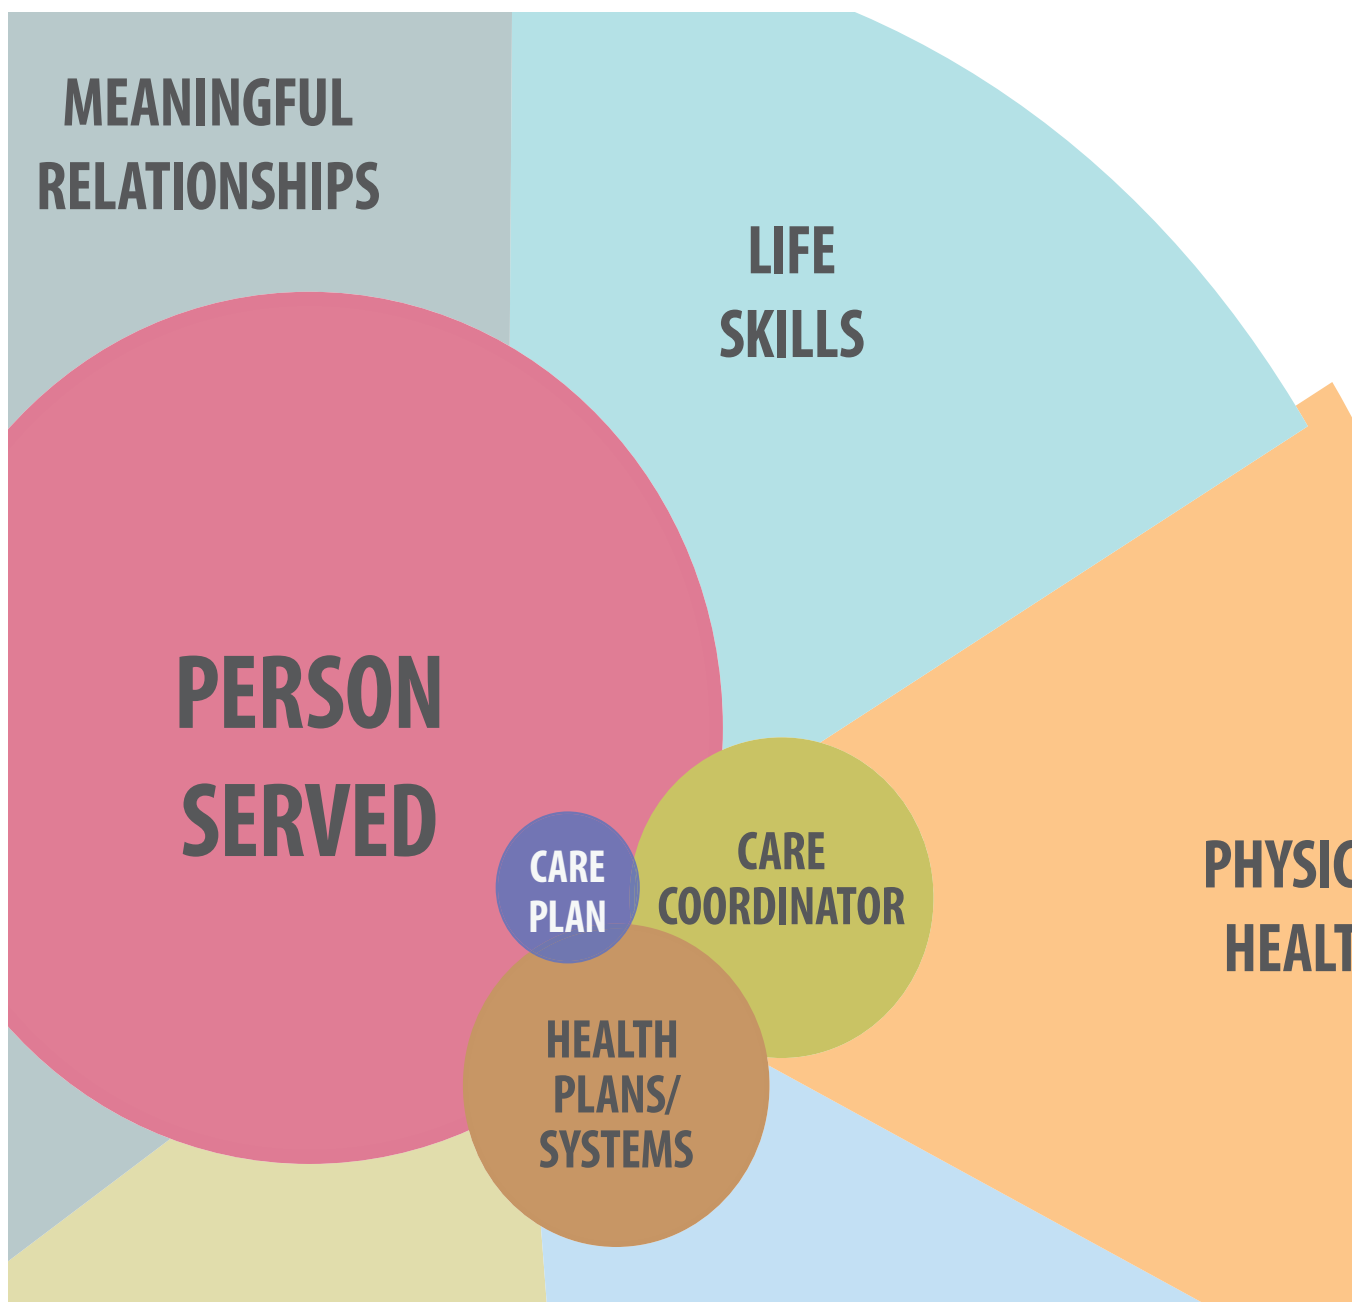 MEANINGFUL
RELATIONSHIPS
LIFE
SKILLS
PERSON
SERVED
CARE
PLAN
CARE
COORDINATOR
HEALTH
PLANS/
SYSTEMS